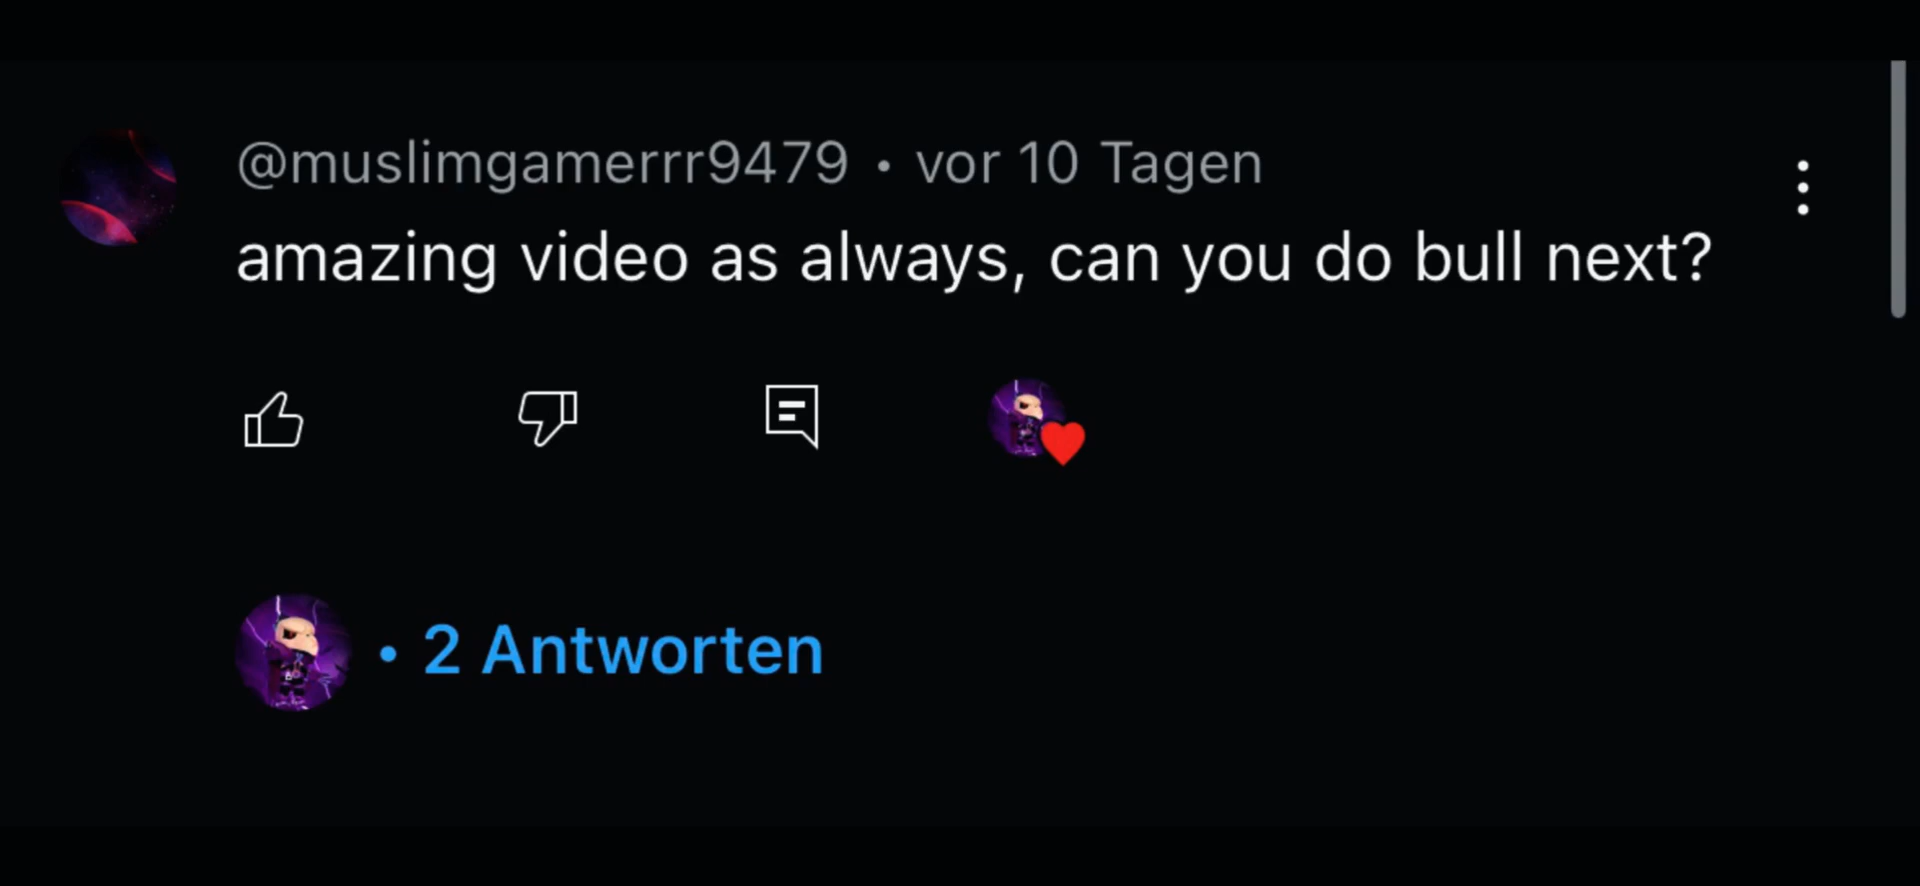 @muslimgamerrr9479 • vor 10 Tagen
amazing video as always, can you do bull next?
• 2 Antworten